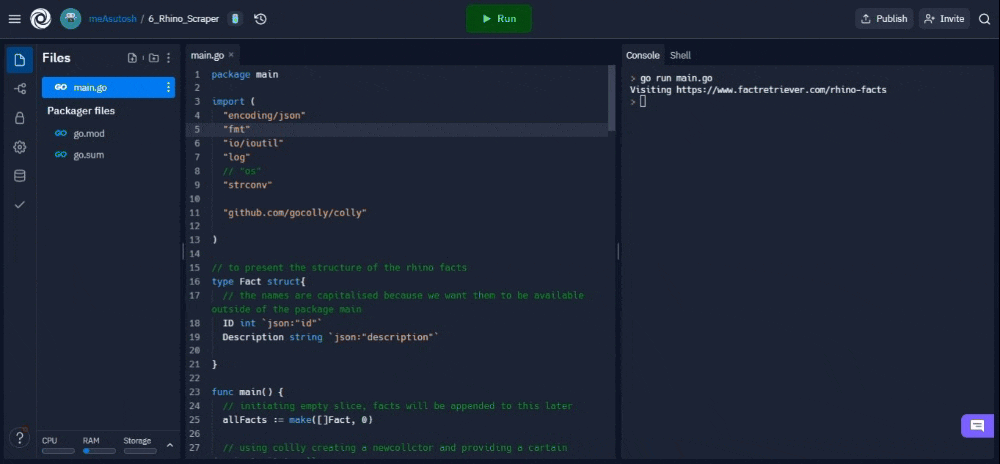 meAsutosh / 6_Rhino_Scraper
Run
Publish
Invite
Files
main.go
Packager files
go.mod
go.sum
CPU
RAM
Storage
main.go ×
1 package main
2
3 import (
4 "encoding/json"
5 "fmt"
6 "io/ioutil"
7 "log"
8 // "os"
9 "strconv"
10
11 "github.com/gocolly/colly"
12
13 )
14
15 // to present the structure of the rhino facts
16 type Fact struct{
17 // the names are capitalised because we want them to be available
outside of the package main
18 ID int `json:"id"`
19 Description string `json:"description"`
20
21 }
22
23 func main() {
24 // initiating empty slice, facts will be appended to this later
25 allFacts := make([]Fact, 0)
26
27 // using collly creating a newcollctor and providing a cartain
Console Shell
> go run main.go
Visiting https://www.factretriever.com/rhino-facts
>